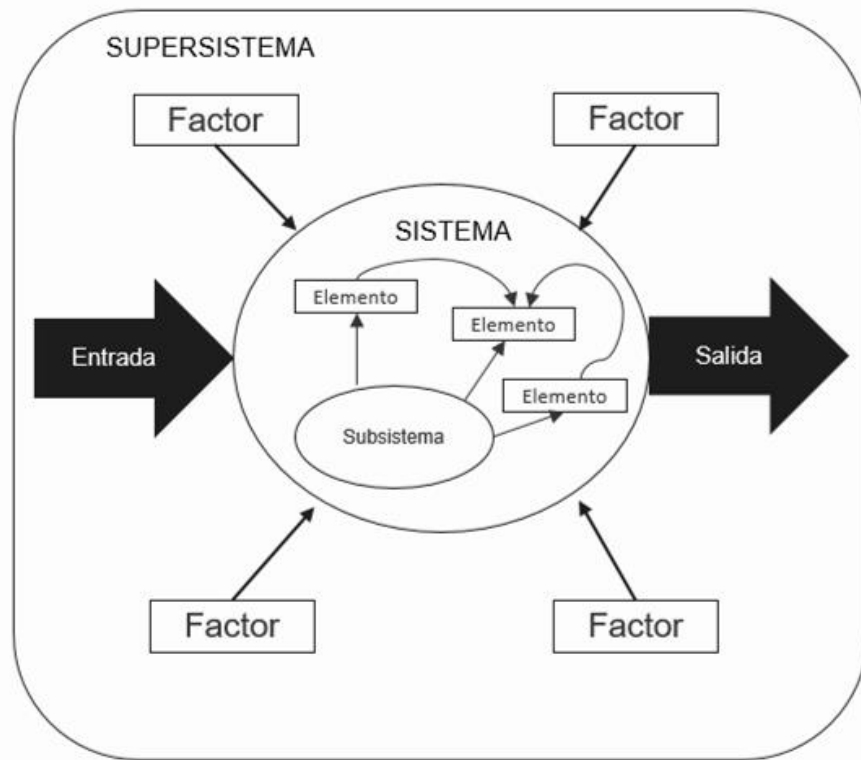 SUPERSISTEMA
Factor
Factor
SISTEMA
Elemento
Elemento
Entrada
Salida
Elemento
Subsistema
Factor
Factor